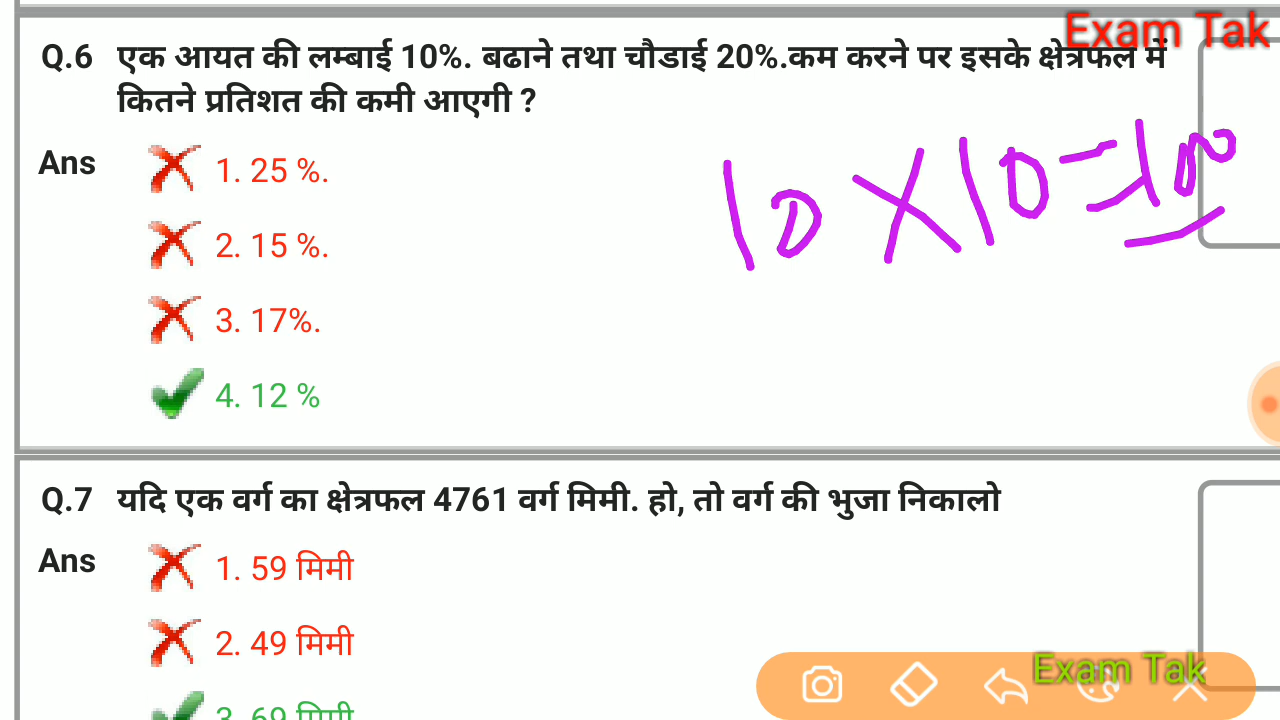 Exam Tak
Q.6 एक आयत की लम्बाई 10%. बढाने तथा चौडाई 20%.कम करने पर इसके क्षेत्रफल में
कितने प्रतिशत की कमी आएगी ?
Ans
1. 25 %.
2. 15 %.
3. 17%.
4. 12 %
10 × 10 = 100
Q.7 यदि एक वर्ग का क्षेत्रफल 4761 वर्ग मिमी. हो, तो वर्ग की भुजा निकालो
Ans
1. 59 मिमी
2. 49 मिमी
3. 69 मिमी
Exam Tak